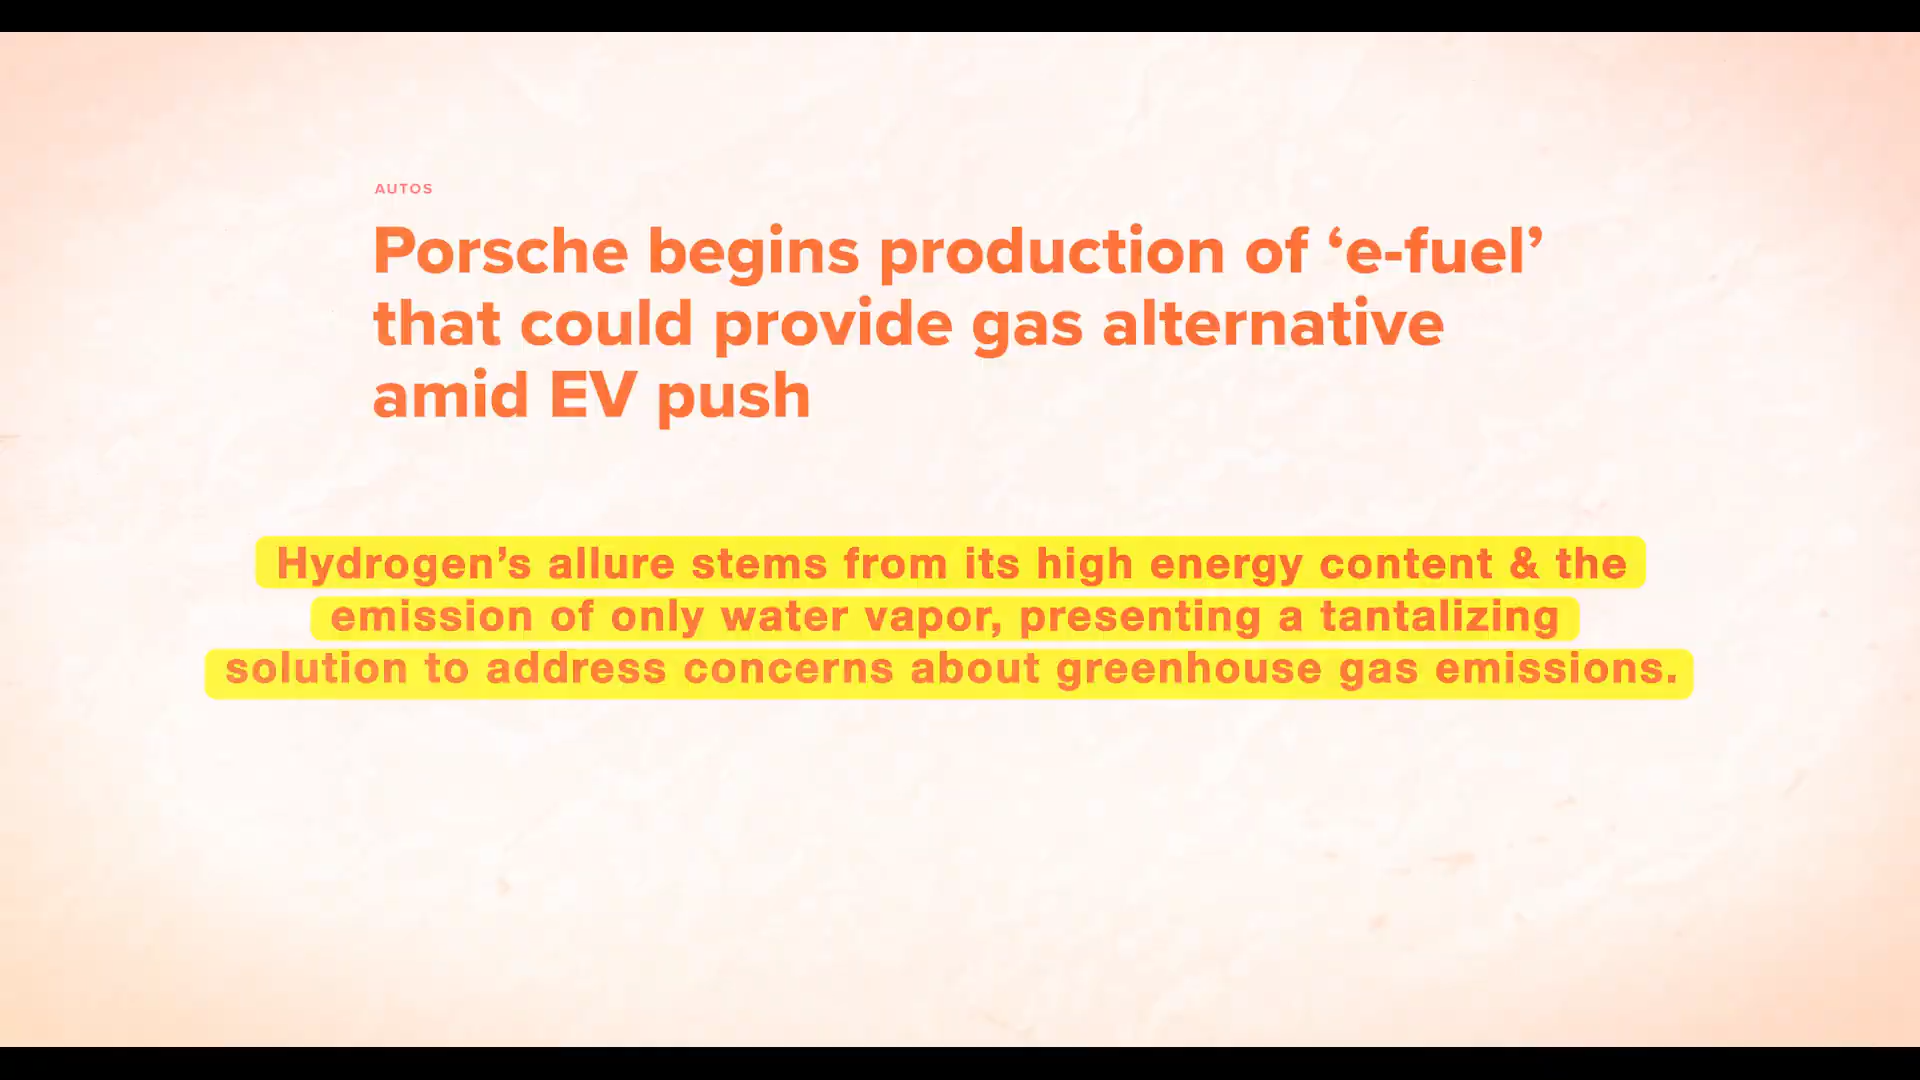 AUTOS
Porsche begins production of ‘e-fuel’
that could provide gas alternative
amid EV push
Hydrogen’s allure stems from its high energy content & the
emission of only water vapor, presenting a tantalizing
solution to address concerns about greenhouse gas emissions.